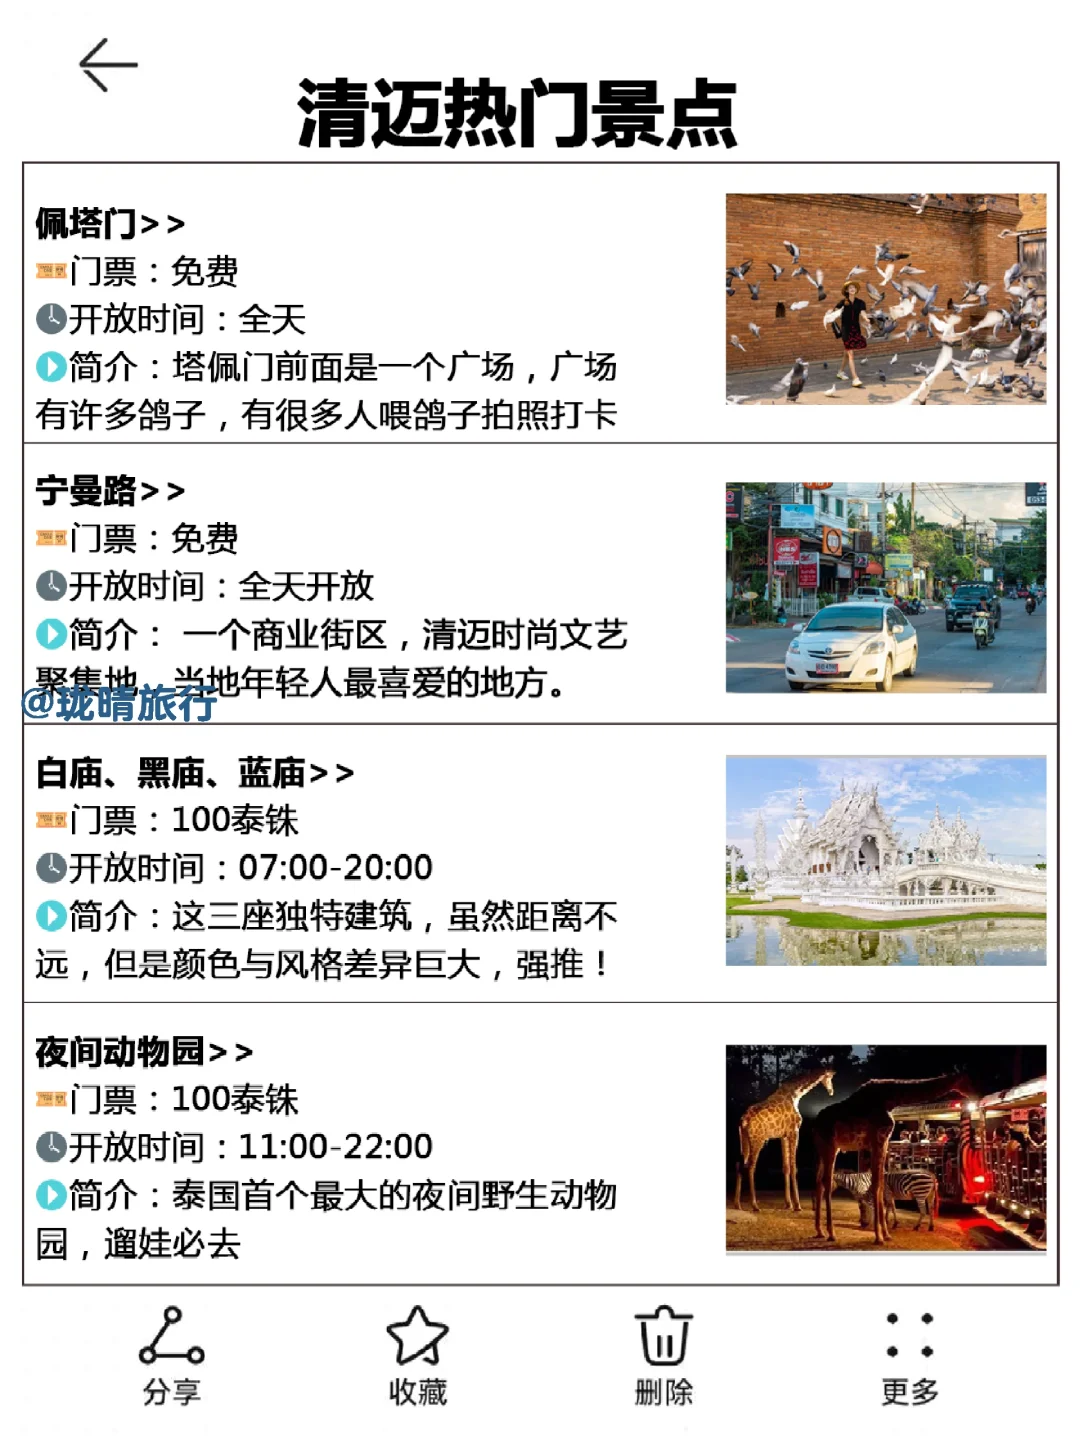 清迈热门景点
佩塔门>>
门票：免费
开放时间：全天
简介：塔佩门前面是一个广场，广场
有许多鸽子，有很多人喂鸽子拍照打卡
宁曼路>>
门票：免费
开放时间：全天开放
简介： 一个商业街区，清迈时尚文艺
聚集地，当地年轻人最喜爱的地方。
@珑晴旅行
白庙、黑庙、蓝庙>>
门票：100泰铢
开放时间：07:00-20:00
简介：这三座独特建筑，虽然距离不
远，但是颜色与风格差异巨大，强推！
夜间动物园>>
门票：100泰铢
开放时间：11:00-22:00
简介：泰国首个最大的夜间野生动物
园，遛娃必去
分享
收藏
删除
更多